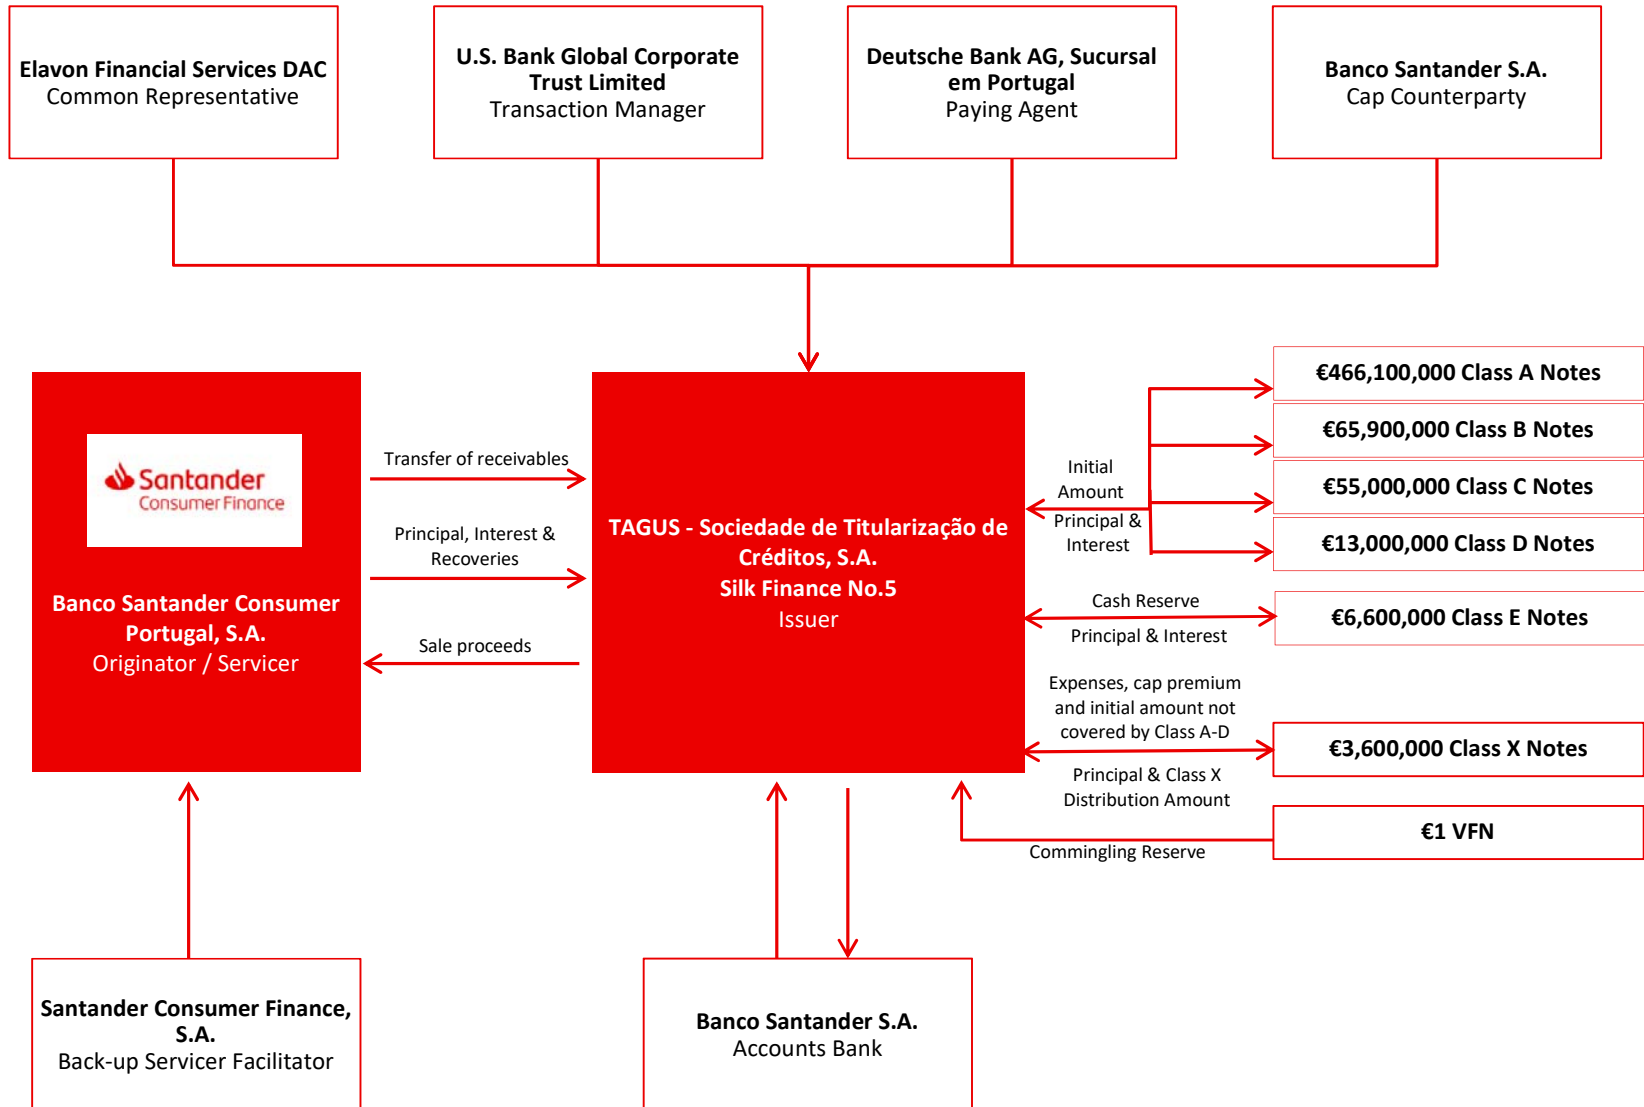 Elavon Financial Services DAC
Common Representative
U.S. Bank Global Corporate
Trust Limited
Transaction Manager
Deutsche Bank AG, Sucursal
em Portugal
Paying Agent
Banco Santander S.A.
Cap Counterparty
Santander
Consumer Finance
Banco Santander Consumer
Portugal, S.A.
Originator / Servicer
Transfer of receivables
Principal, Interest &
Recoveries
Sale proceeds
TAGUS - Sociedade de Titularização de
Créditos, S.A.
Silk Finance No.5
Issuer
Initial
Amount
Principal &
Interest
Cash Reserve
Principal & Interest
Expenses, cap premium
and initial amount not
covered by Class A-D
Principal & Class X
Distribution Amount
Commingling Reserve
€466,100,000 Class A Notes
€65,900,000 Class B Notes
€55,000,000 Class C Notes
€13,000,000 Class D Notes
€6,600,000 Class E Notes
€3,600,000 Class X Notes
€1 VFN
Santander Consumer Finance,
S.A.
Back-up Servicer Facilitator
Banco Santander S.A.
Accounts Bank